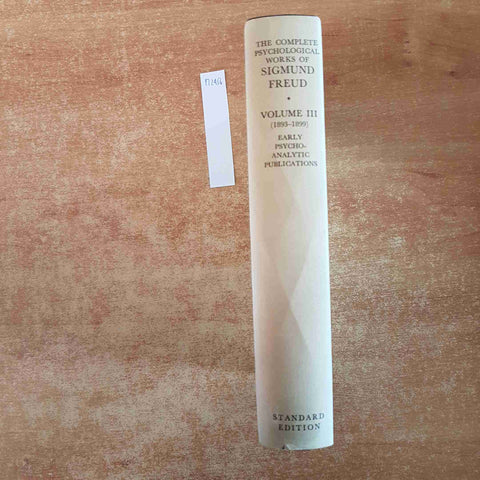 THE COMPLETE
PSYCHOLOGICAL
WORKS OF
SIGMUND
FREUD
•
VOLUME III
(1893–1899)
EARLY
PSYCHO-
ANALYTIC
PUBLICATIONS
STANDARD
EDITION